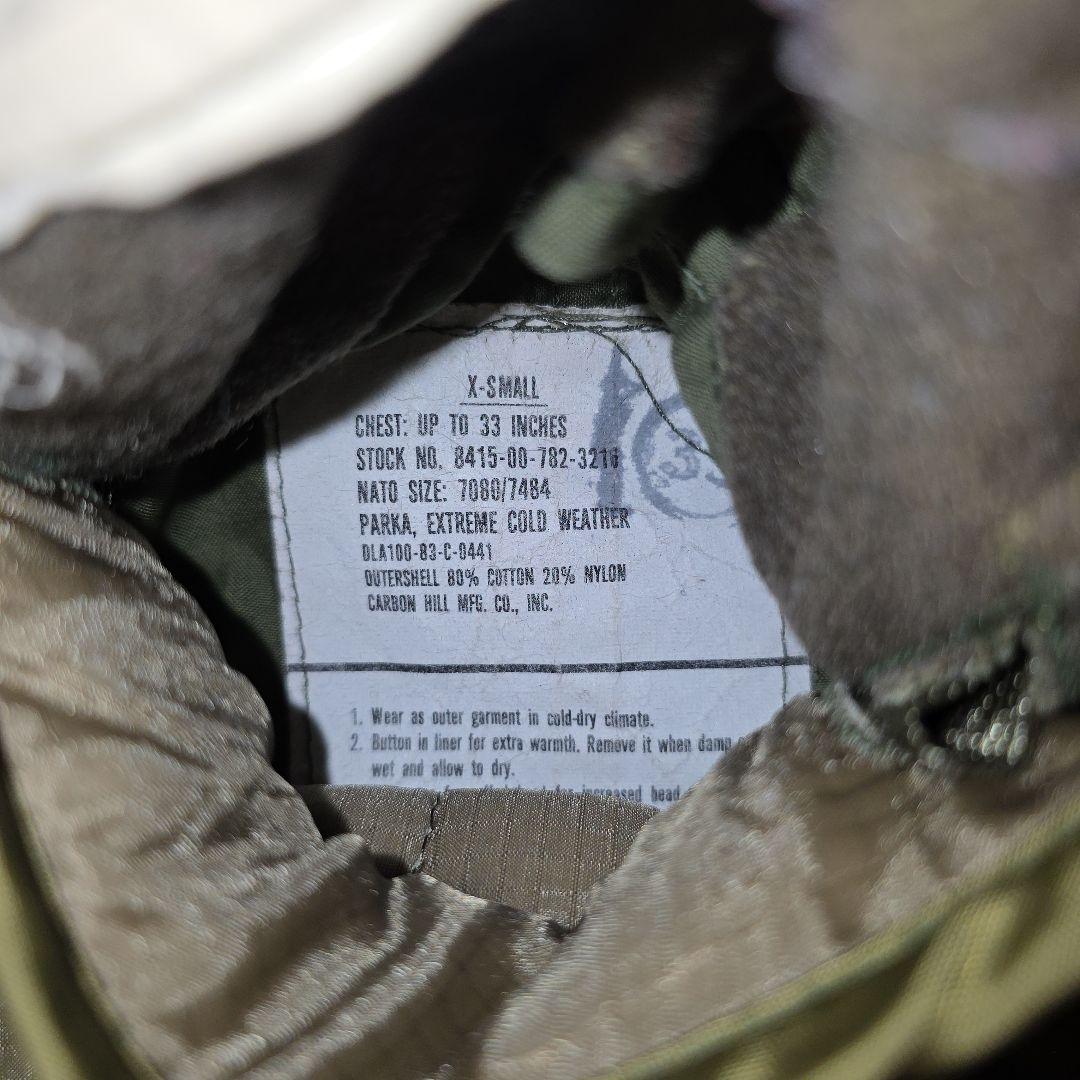 X-SMALL
CHEST: UP TO 33 INCHES
STOCK NO. 8415-00-782-3216
NATO SIZE: 7080/7484
PARKA, EXTREME COLD WEATHER
DLA100-83-C-0441
OUTERSHELL 80% COTTON 20% NYLON
CARBON HILL MFG. CO., INC.
1. Wear as outer garment in cold-dry climate.
2. Button in liner for extra warmth. Remove it when damp
wet and allow to dry.
for increased head